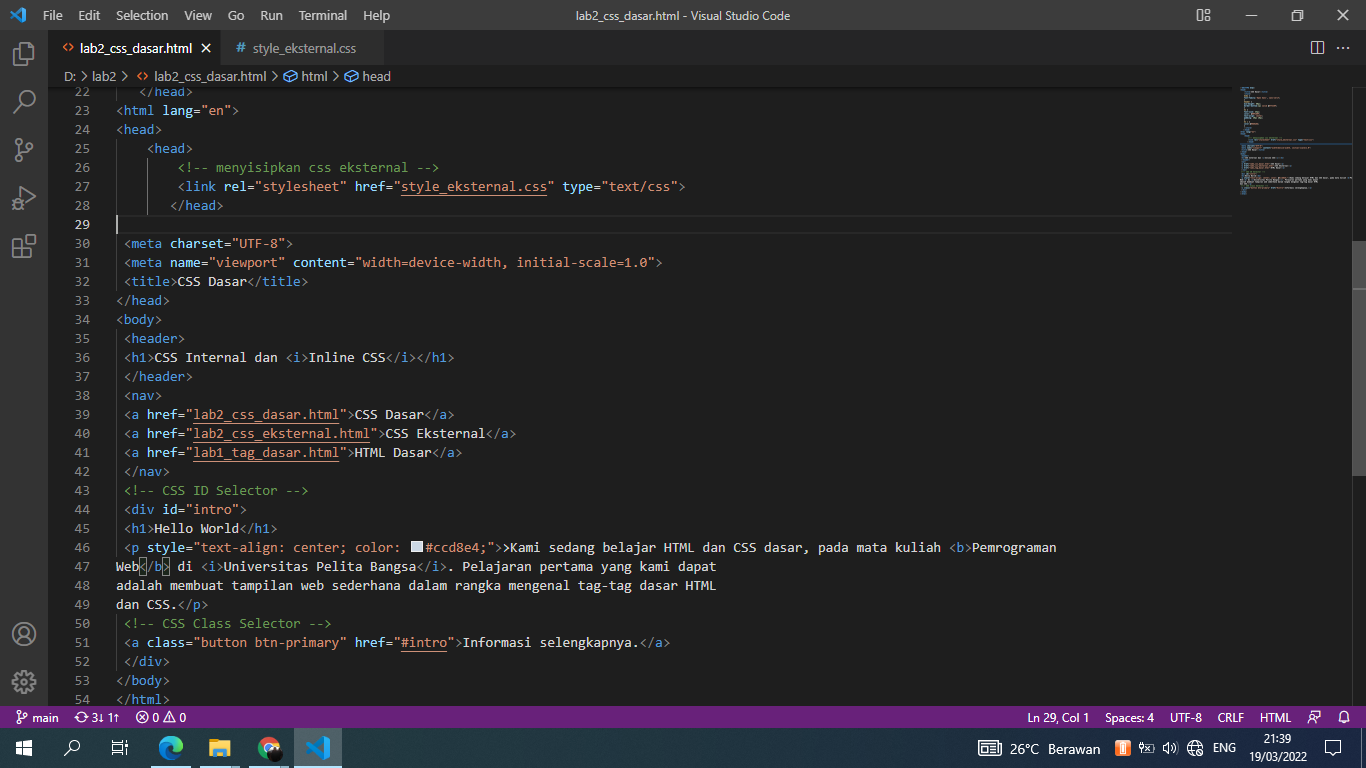 File Edit Selection View Go Run Terminal Help lab2_css_dasar.html - Visual Studio Code
lab2_css_dasar.html # style_eksternal.css
D: > lab2 > lab2_css_dasar.html > html > head
22 </head>
23 <html lang="en">
24 <head>
25 <head>
26 <!-- menyisipkan css eksternal -->
27 <link rel="stylesheet" href="style_eksternal.css" type="text/css">
28 </head>
29
30 <meta charset="UTF-8">
31 <meta name="viewport" content="width=device-width, initial-scale=1.0">
32 <title>CSS Dasar</title>
33 </head>
34 <body>
35 <header>
36 <h1>CSS Internal dan <i>Inline CSS</i></h1>
37 </header>
38 <nav>
39 <a href="lab2_css_dasar.html">CSS Dasar</a>
40 <a href="lab2_css_eksternal.html">CSS Eksternal</a>
41 <a href="lab1_tag_dasar.html">HTML Dasar</a>
42 </nav>
43 <!-- CSS ID Selector -->
44 <div id="intro">
45 <h1>Hello World</h1>
46 <p style="text-align: center; color: #ccd8e4;">>Kami sedang belajar HTML dan CSS dasar, pada mata kuliah <b>Pemrograman
47 Web</b> di <i>Universitas Pelita Bangsa</i>. Pelajaran pertama yang kami dapat
48 adalah membuat tampilan web sederhana dalam rangka mengenal tag-tag dasar HTML
49 dan CSS.</p>
50 <!-- CSS Class Selector -->
51 <a class="button btn-primary" href="#intro">Informasi selengkapnya.</a>
52 </div>
53 </body>
54 </html>
main 3↓ 1↑ 0 0 Ln 29, Col 1 Spaces: 4 UTF-8 CRLF HTML
26°C Berawan ENG 21:39
19/03/2022